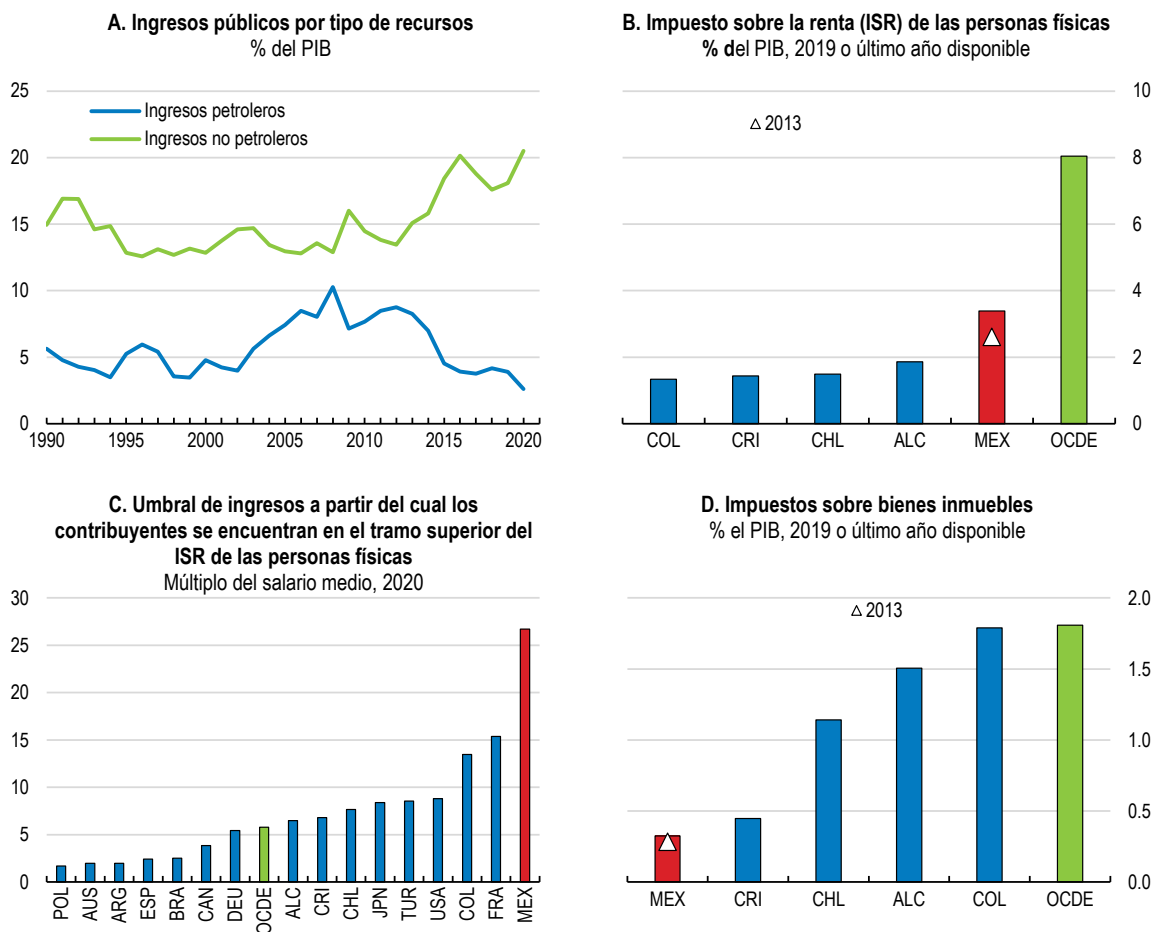 A. Ingresos públicos por tipo de recursos
% del PIB
25
20
15
10
5
0
Ingresos petroleros
Ingresos no petroleros
1990 1995 2000 2005 2010 2015 2020
B. Impuesto sobre la renta (ISR) de las personas físicas
% del PIB, 2019 o último año disponible
△ 2013
10
8
6
4
2
0
COL CRI CHL ALC MEX OCDE
C. Umbral de ingresos a partir del cual los
contribuyentes se encuentran en el tramo superior del
ISR de las personas físicas
Múltiplo del salario medio, 2020
30
25
20
15
10
5
0
POL AUS ARG ESP BRA CAN DEU OCDE ALC CRI CHL JPN TUR USA COL FRA MEX
D. Impuestos sobre bienes inmuebles
% el PIB, 2019 o último año disponible
△ 2013
2.0
1.5
1.0
0.5
0.0
MEX CRI CHL ALC COL OCDE